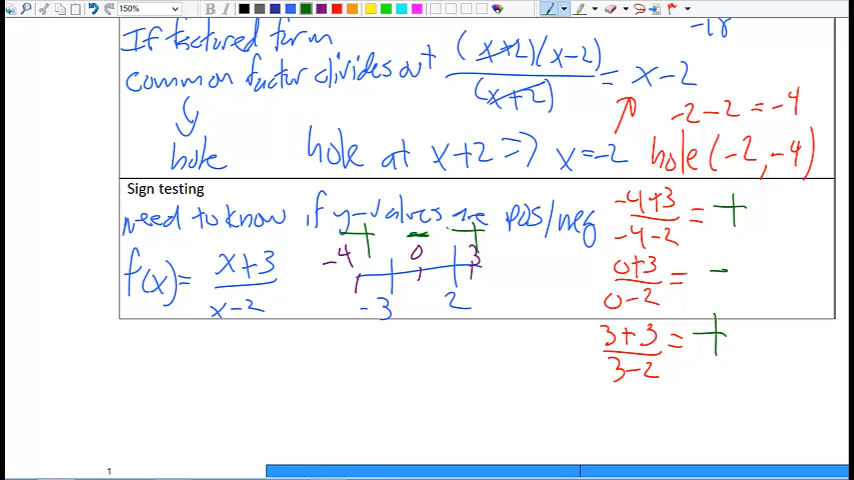 150%
B I U
-18
If factored form
common factor divides out (x+2)(x-2) / (x+2) = x-2
-2-2 = -4
hole hole at x+2 => x=-2 hole (-2,-4)
Sign testing
need to know if y-values are pos/neg
-4+3 / -4-2 = +
+ - +
-4 0 3
f(x) = x+3 / x-2
-3 2
0+3 / 0-2 = -
3+3 / 3-2 = +
1